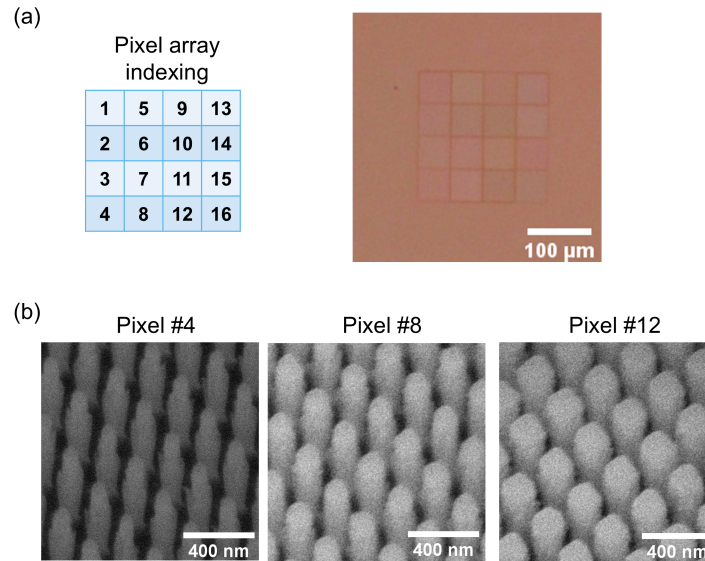 (a)
Pixel array
indexing
1 5 9 13
2 6 10 14
3 7 11 15
4 8 12 16
100 μm
(b)
Pixel #4
Pixel #8
Pixel #12
400 nm
400 nm
400 nm